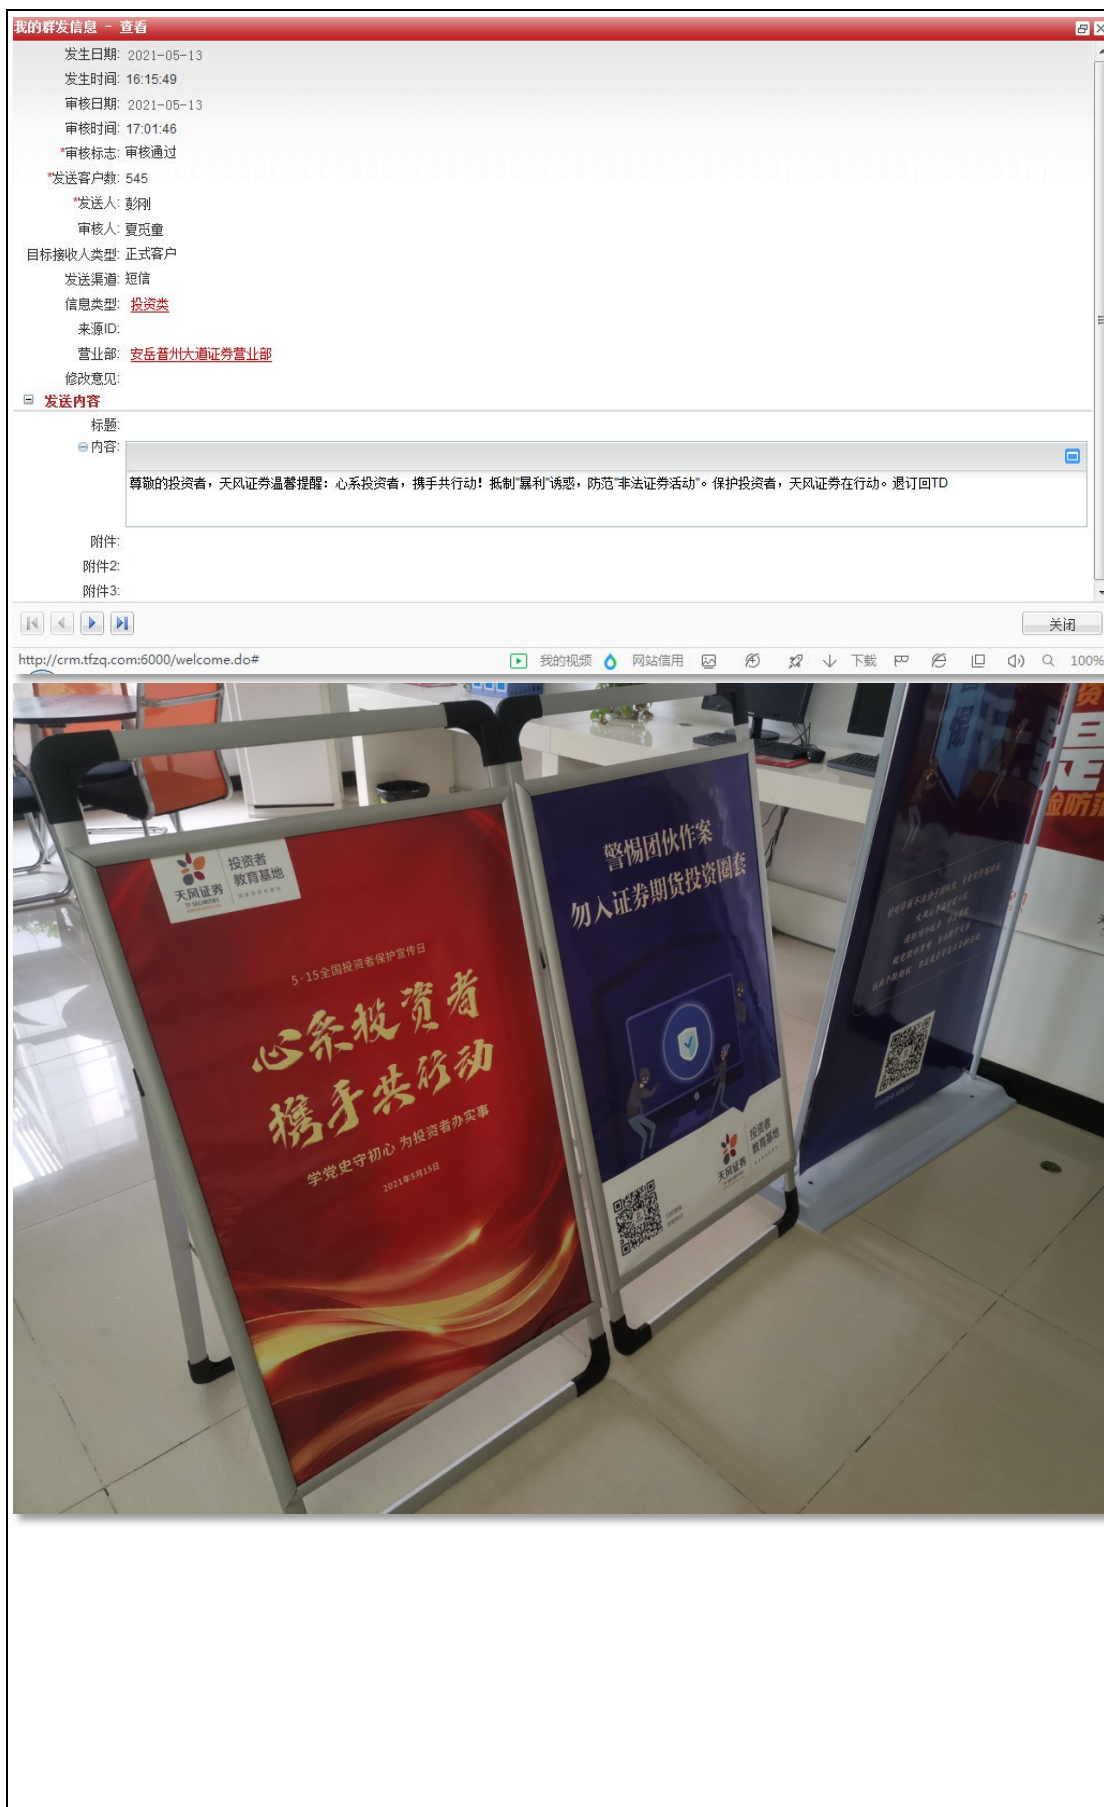 我的群发信息 - 查看
发生日期: 2021-05-13
发生时间: 16:15:49
审核日期: 2021-05-13
审核时间: 17:01:46
*审核标志: 审核通过
*发送客户数: 545
*发送人: 彭刚
审核人: 夏觅童
目标接收人类型: 正式客户
发送渠道: 短信
信息类型: 投资类
来源ID:
营业部: 安岳普州大道证券营业部
修改意见:
发送内容
标题:
内容:
尊敬的投资者，天风证券温馨提醒：心系投资者，携手共行动！抵制"暴利"诱惑，防范"非法证券活动"。保护投资者，天风证券在行动。退订回TD
附件:
附件2:
附件3:
关闭
http://crm.tfzq.com:6000/welcome.do#
我的视频 网站信用 下载 100%
天风证券
TF SECURITIES
投资者
教育基地
5·15全国投资者保护宣传日
心系投资者
携手共行动
学党史守初心 为投资者办实事
2021年5月15日
警惕团伙作案
勿入证券期货投资圈套
天风证券
投资者
教育基地